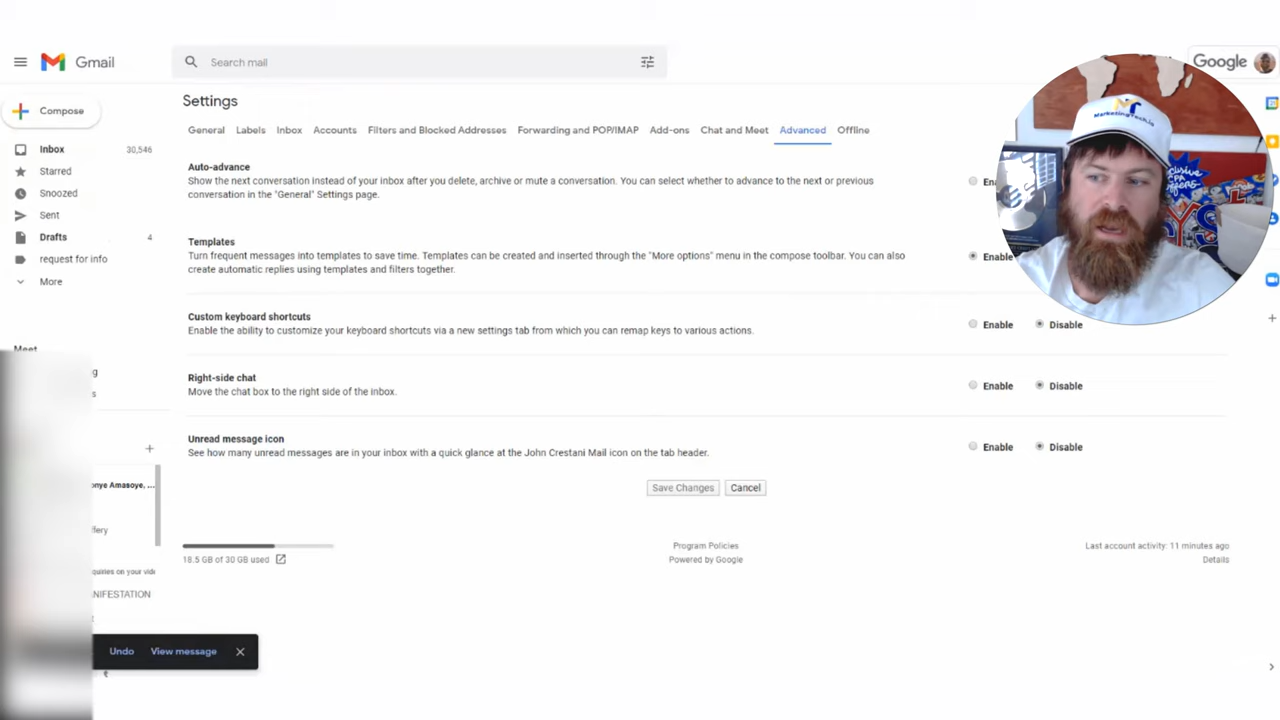 Gmail
Search mail
Google
Compose
Settings
General Labels Inbox Accounts Filters and Blocked Addresses Forwarding and POP/IMAP Add-ons Chat and Meet Advanced Offline
Inbox 30,546
Starred
Snoozed
Sent
Drafts 4
request for info
More
Meet
Auto-advance
Show the next conversation instead of your inbox after you delete, archive or mute a conversation. You can select whether to advance to the next or previous
conversation in the "General" Settings page.
Templates
Turn frequent messages into templates to save time. Templates can be created and inserted through the "More options" menu in the compose toolbar. You can also
create automatic replies using templates and filters together.
Enable
Custom keyboard shortcuts
Enable the ability to customize your keyboard shortcuts via a new settings tab from which you can remap keys to various actions.
Enable Disable
Right-side chat
Move the chat box to the right side of the inbox.
Enable Disable
Unread message icon
See how many unread messages are in your inbox with a quick glance at the John Crestani Mail icon on the tab header.
Enable Disable
Save Changes Cancel
18.5 GB of 30 GB used
Program Policies
Powered by Google
Last account activity: 11 minutes ago
Details
onye Amasoye, ...
ffery
quiries on your vide
NIFESTATION
Undo View message
MarketingTech.io